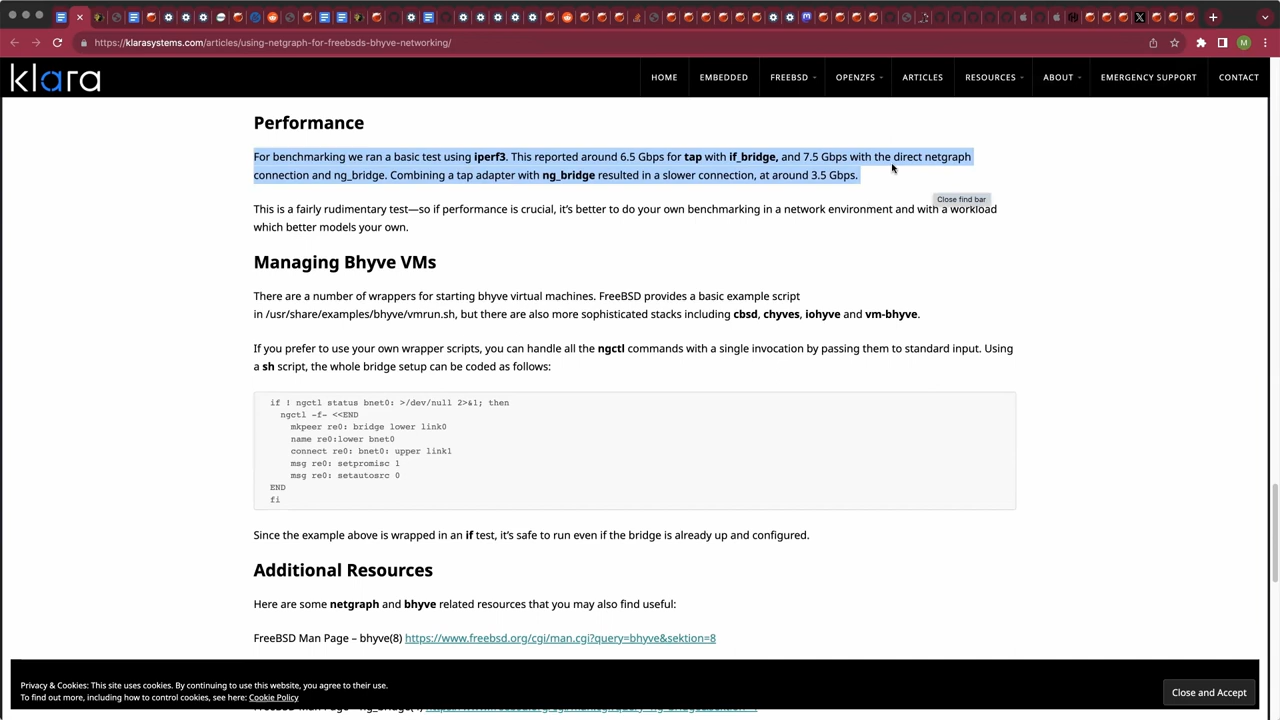 https://klarasystems.com/articles/using-netgraph-for-freebsds-bhyve-networking/
M
klara
HOME EMBEDDED FREEBSD OPENZFS ARTICLES RESOURCES ABOUT EMERGENCY SUPPORT CONTACT
Performance
For benchmarking we ran a basic test using iperf3. This reported around 6.5 Gbps for tap with if_bridge, and 7.5 Gbps with the direct netgraph
connection and ng_bridge. Combining a tap adapter with ng_bridge resulted in a slower connection, at around 3.5 Gbps.
Close find bar
This is a fairly rudimentary test—so if performance is crucial, it’s better to do your own benchmarking in a network environment and with a workload
which better models your own.
Managing Bhyve VMs
There are a number of wrappers for starting bhyve virtual machines. FreeBSD provides a basic example script
in /usr/share/examples/bhyve/vmrun.sh, but there are also more sophisticated stacks including cbsd, chyves, iohyve and vm-bhyve.
If you prefer to use your own wrapper scripts, you can handle all the ngctl commands with a single invocation by passing them to standard input. Using
a sh script, the whole bridge setup can be coded as follows:
if ! ngctl status bnet0: >/dev/null 2>&1; then
ngctl -f- <<END
mkpeer re0: bridge lower link0
name re0:lower bnet0
connect re0: bnet0: upper link1
msg re0: setpromisc 1
msg re0: setautosrc 0
END
fi
Since the example above is wrapped in an if test, it’s safe to run even if the bridge is already up and configured.
Additional Resources
Here are some netgraph and bhyve related resources that you may also find useful:
FreeBSD Man Page – bhyve(8) https://www.freebsd.org/cgi/man.cgi?query=bhyve&sektion=8
Privacy & Cookies: This site uses cookies. By continuing to use this website, you agree to their use.
To find out more, including how to control cookies, see here: Cookie Policy
Close and Accept